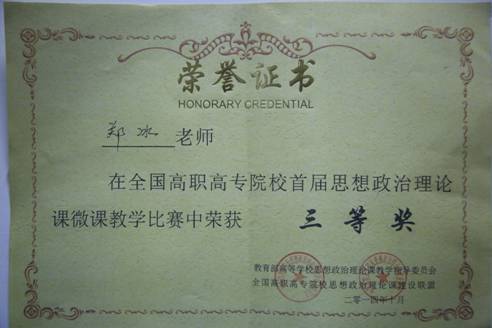 荣誉证书
HONORARY CREDENTIAL
郑冰 老师
在全国高职高专院校首届思想政治理论
课微课教学比赛中荣获 三等奖
教育部高等学校思想政治理论课教学指导委员会
全国高职高专院校思想政治理论课建设联盟
二零一四年十月